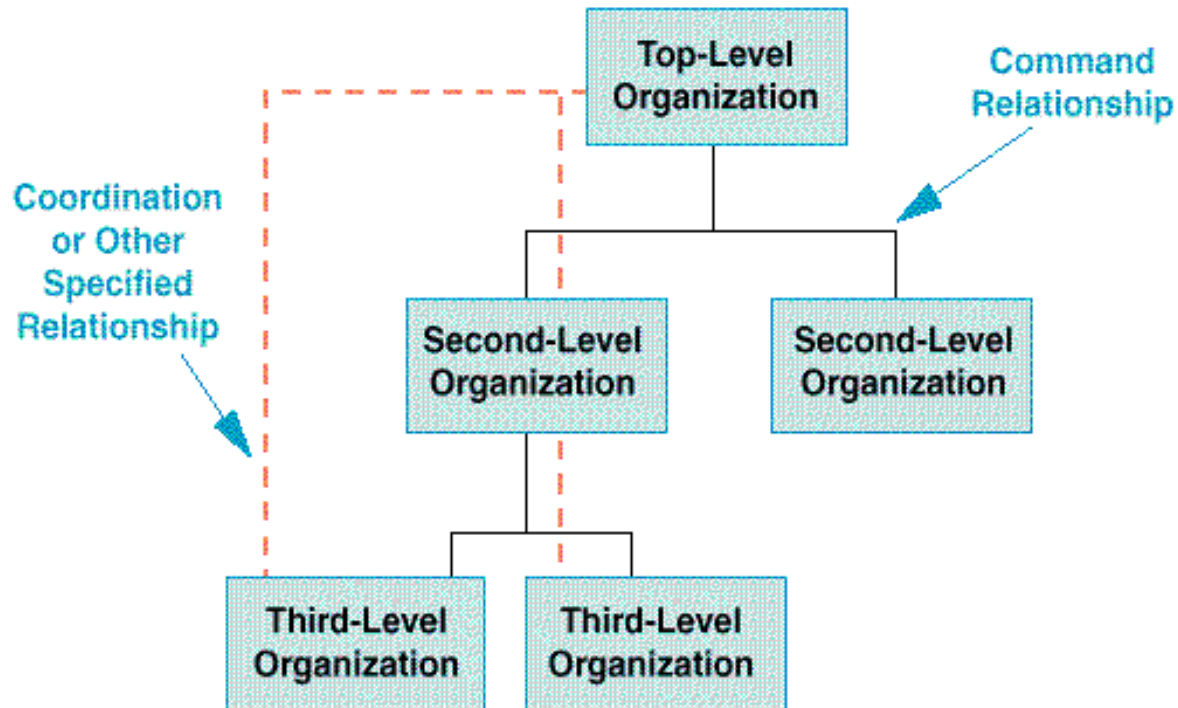 Top-Level
Organization
Command
Relationship
Coordination
or Other
Specified
Relationship
Second-Level
Organization
Second-Level
Organization
Third-Level
Organization
Third-Level
Organization